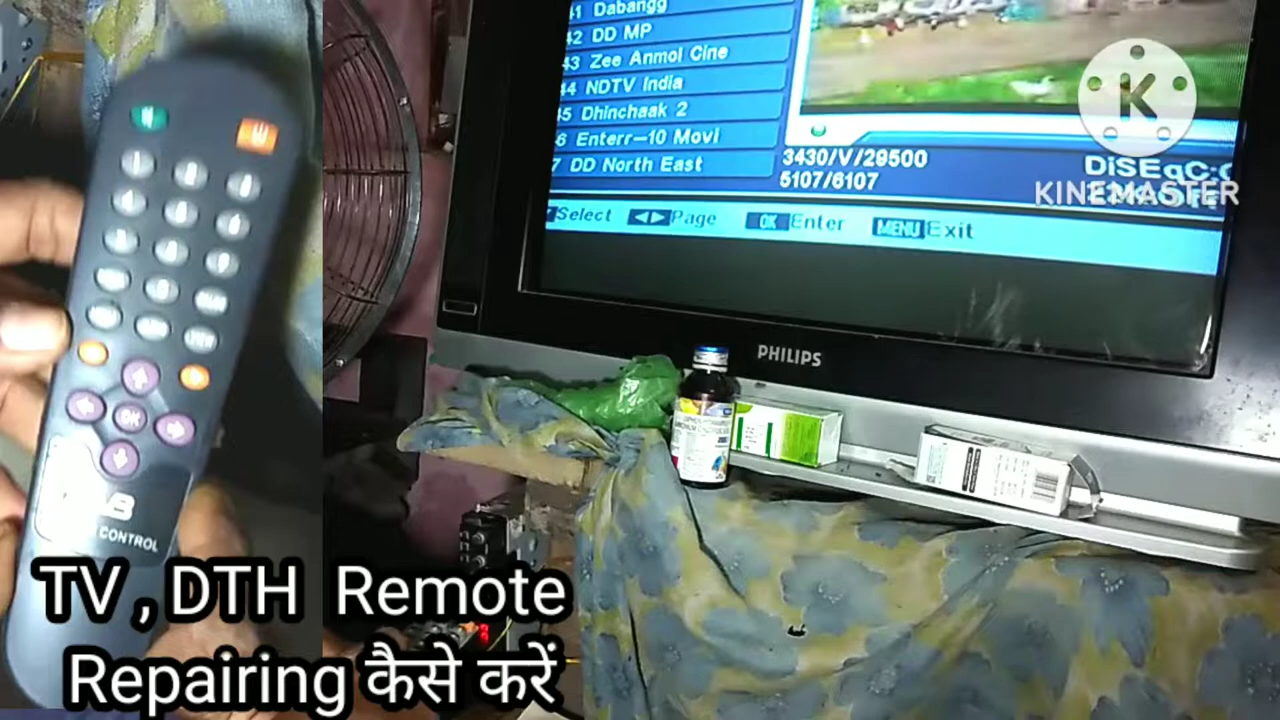 41 Dabangg
42 DD MP
43 Zee Anmol Cine
44 NDTV India
45 Dhinchaak 2
6 Enterr-10 Movi
7 DD North East
3430/V/29500
5107/6107
DiSEqC:
Select Page OK Enter MENU Exit
K
KINEMASTER
PHILIPS
OK
CONTROL
TV , DTH Remote
Repairing कैसे करें